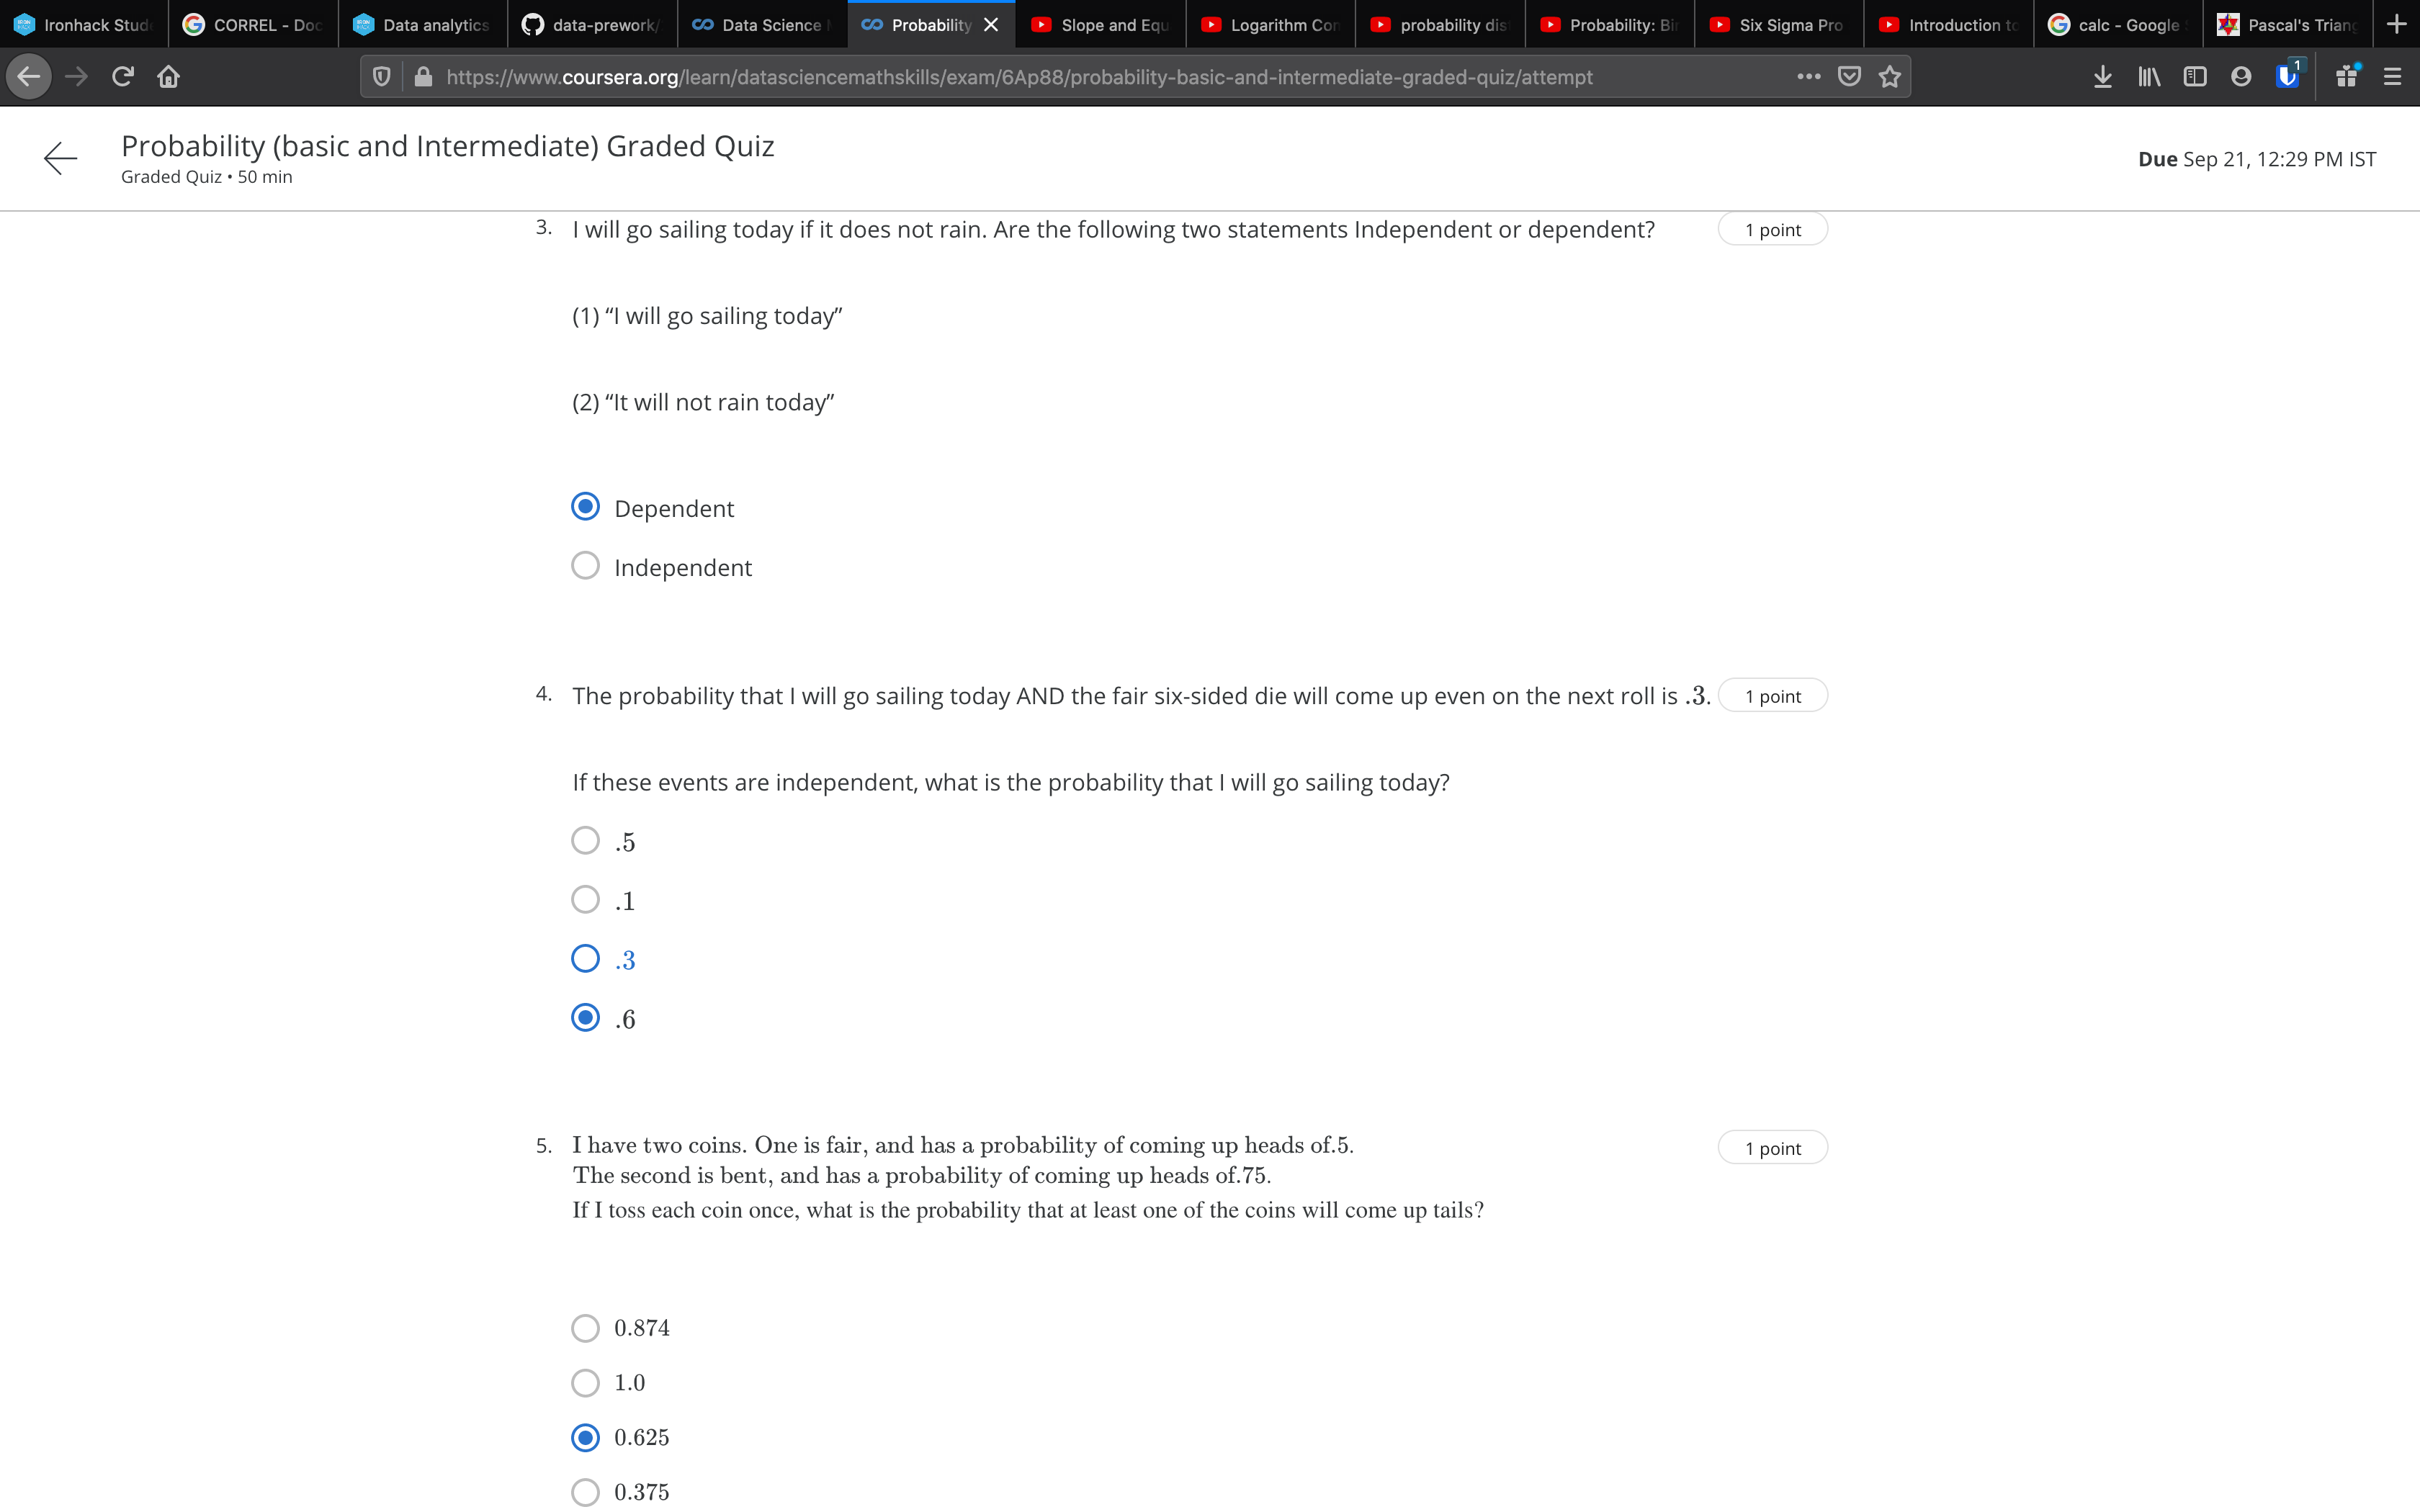 Ironhack Stud
CORREL - Doc
Data analytics
data-prework/
Data Science
Probability
Slope and Equ
Logarithm Con
probability dis
Probability: Bi
Six Sigma Pro
Introduction to
calc - Google
Pascal's Triang
https://www.coursera.org/learn/datasciencemathskills/exam/6Ap88/probability-basic-and-intermediate-graded-quiz/attempt
1
Probability (basic and Intermediate) Graded Quiz
Graded Quiz • 50 min
Due Sep 21, 12:29 PM IST
3. I will go sailing today if it does not rain. Are the following two statements Independent or dependent?
1 point
(1) “I will go sailing today”
(2) “It will not rain today”
Dependent
Independent
4. The probability that I will go sailing today AND the fair six-sided die will come up even on the next roll is .3.
1 point
If these events are independent, what is the probability that I will go sailing today?
.5
.1
.3
.6
5. I have two coins. One is fair, and has a probability of coming up heads of.5.
1 point
The second is bent, and has a probability of coming up heads of.75.
If I toss each coin once, what is the probability that at least one of the coins will come up tails?
0.874
1.0
0.625
0.375